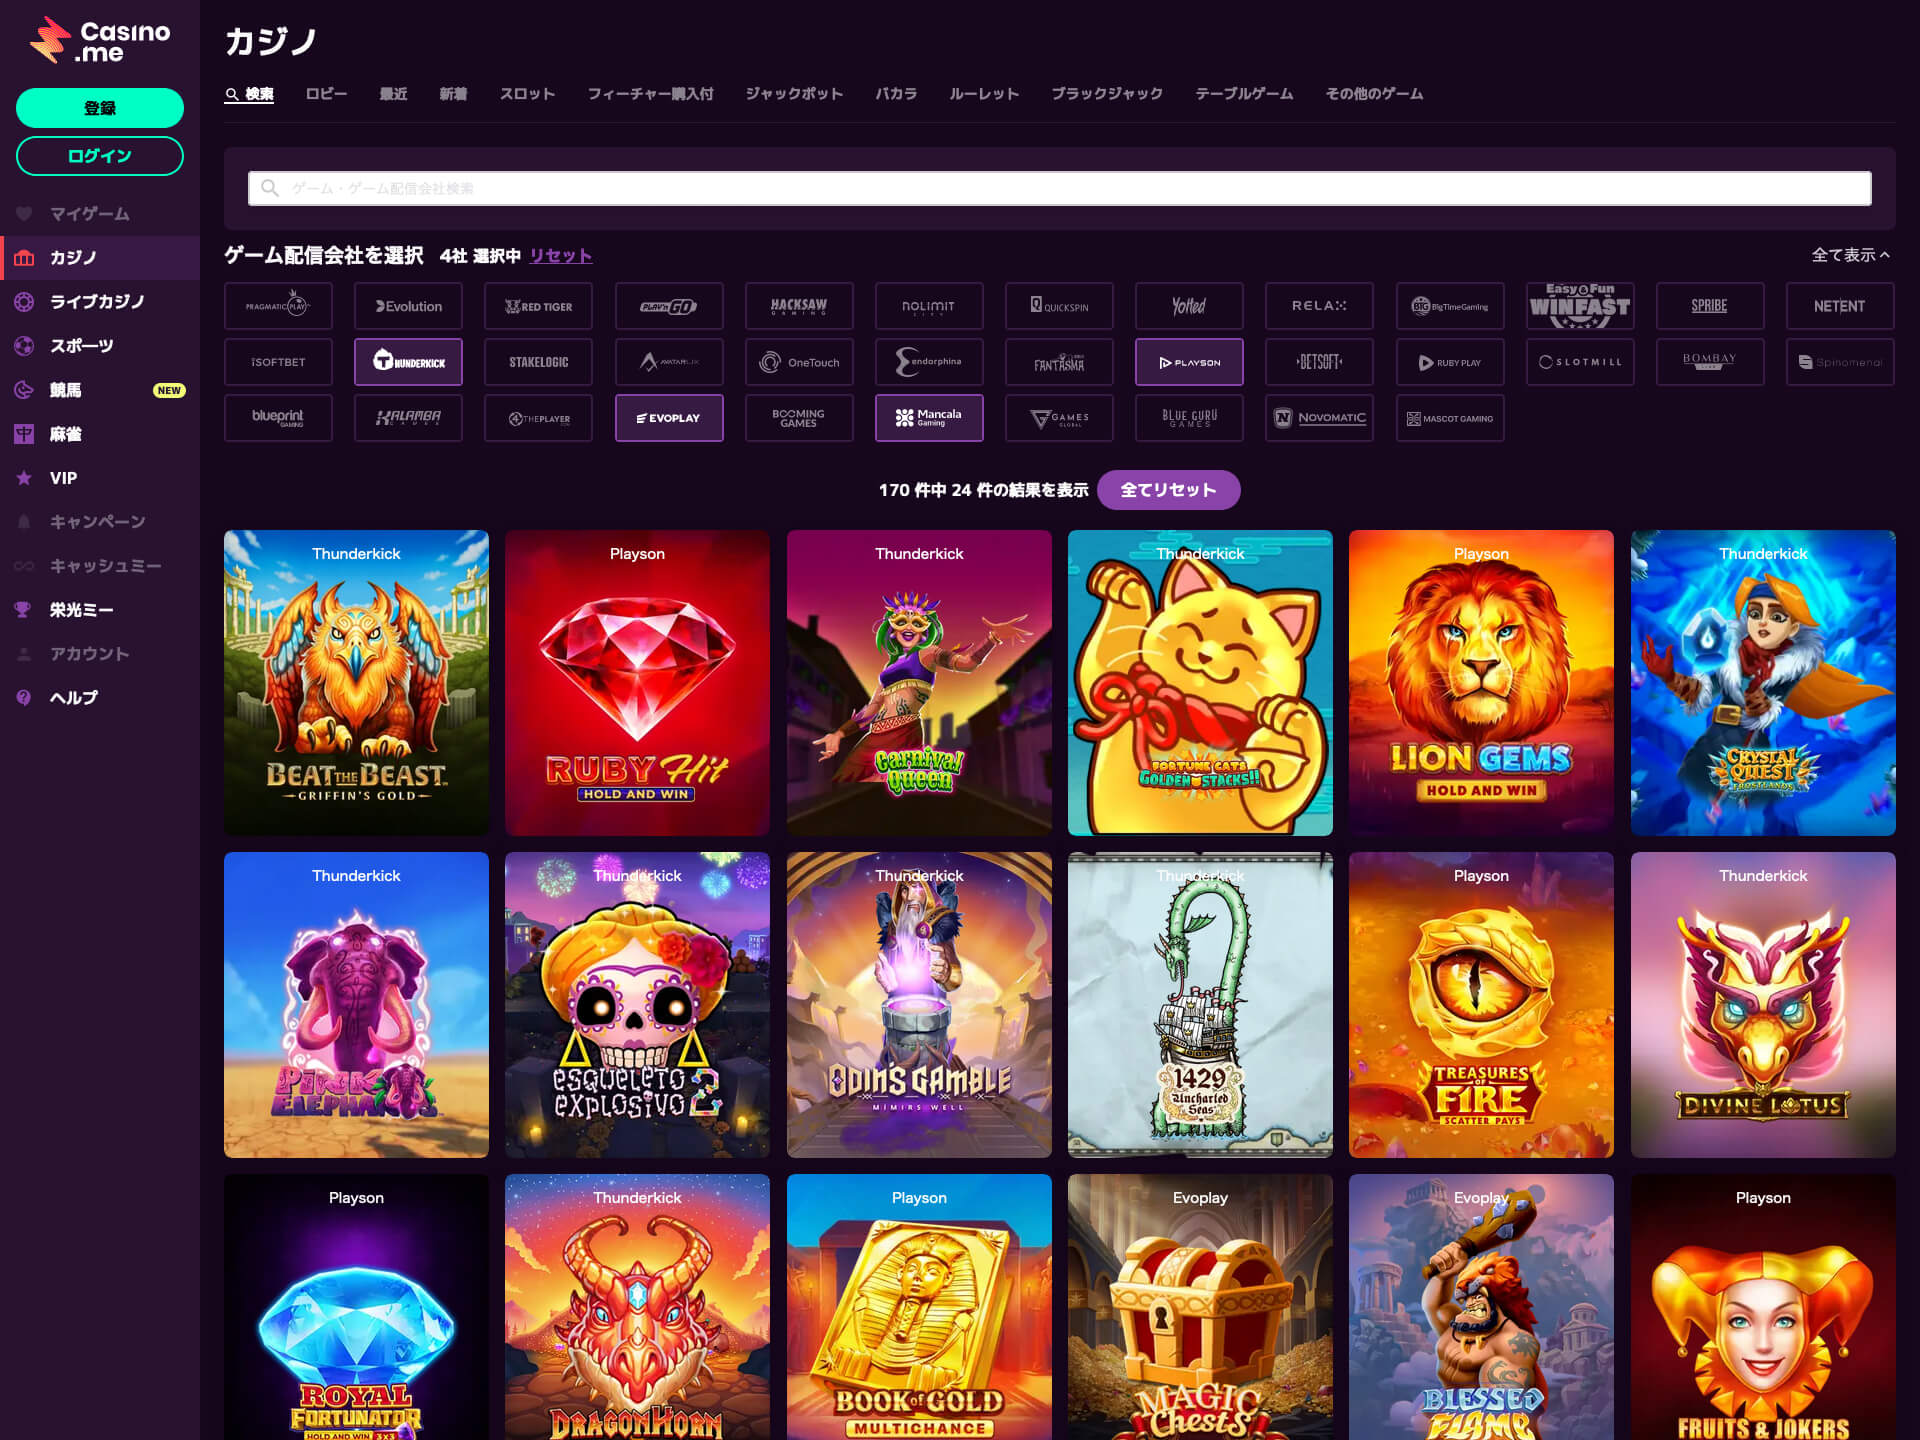 Casino
.me
登録
ログイン
マイゲーム
カジノ
ライブカジノ
スポーツ
競馬
NEW
麻雀
VIP
キャンペーン
キャッシュミー
栄光ミー
アカウント
ヘルプ
カジノ
検索 ロビー 最近 新着 スロット フィーチャー購入付 ジャックポット バカラ ルーレット ブラックジャック テーブルゲーム その他のゲーム
ゲーム・ゲーム配信会社検索
ゲーム配信会社を選択 4社 選択中 リセット
全て表示
PRAGMATIC PLAY
Evolution
RED TIGER
PLAY'n GO
HACKSAW
GAMING
NOLIMIT
CITY
QUICKSPIN
Yolted
RELAX
BIG BigTimeGaming
Easy & Fun
WINFAST
SPRIBE
NETENT
iSOFTBET
THUNDERKICK
STAKELOGIC
AVATARUX
OneTouch
endorphina
FANTASMA
PLAYSON
BETSOFT
RUBY PLAY
SLOTMILL
BOMBAY
LIVE
Spinomenal
blueprint
GAMING
KALAMBA
GAMES
THEPLAYER
EVOPLAY
BOOMING
GAMES
Mancala
Gaming
GAMES
GLOBAL
BLUE GURU
GAMES
N NOVOMATIC
MASCOT GAMING
170 件中 24 件の結果を表示
全てリセット
Thunderkick
BEAT THE BEAST
GRIFFIN'S GOLD
Playson
RUBY Hit
HOLD AND WIN
Thunderkick
Carnival
Queen
Thunderkick
FORTUNE CATS
GOLDEN STACKS!!
Playson
LION GEMS
HOLD AND WIN
Thunderkick
CRYSTAL
QUEST
FROSTLANDS
Thunderkick
PINK
ELEPHANTS
Thunderkick
esqueleto
explosivo 2
Thunderkick
ODIN'S GAMBLE
MIMIRS WELL
Thunderkick
1429
Uncharted
Seas
Playson
TREASURES
OF
FIRE
SCATTER PAYS
Thunderkick
DIVINE LOTUS
Playson
ROYAL
FORTUNATOR
HOLD AND WIN 3X3
Thunderkick
DRAGON HORN
Playson
BOOK of GOLD
MULTICHANCE
Evoplay
MAGIC
Chests
Evoplay
BLESSED
FLAME
Playson
FRUITS & JOKERS